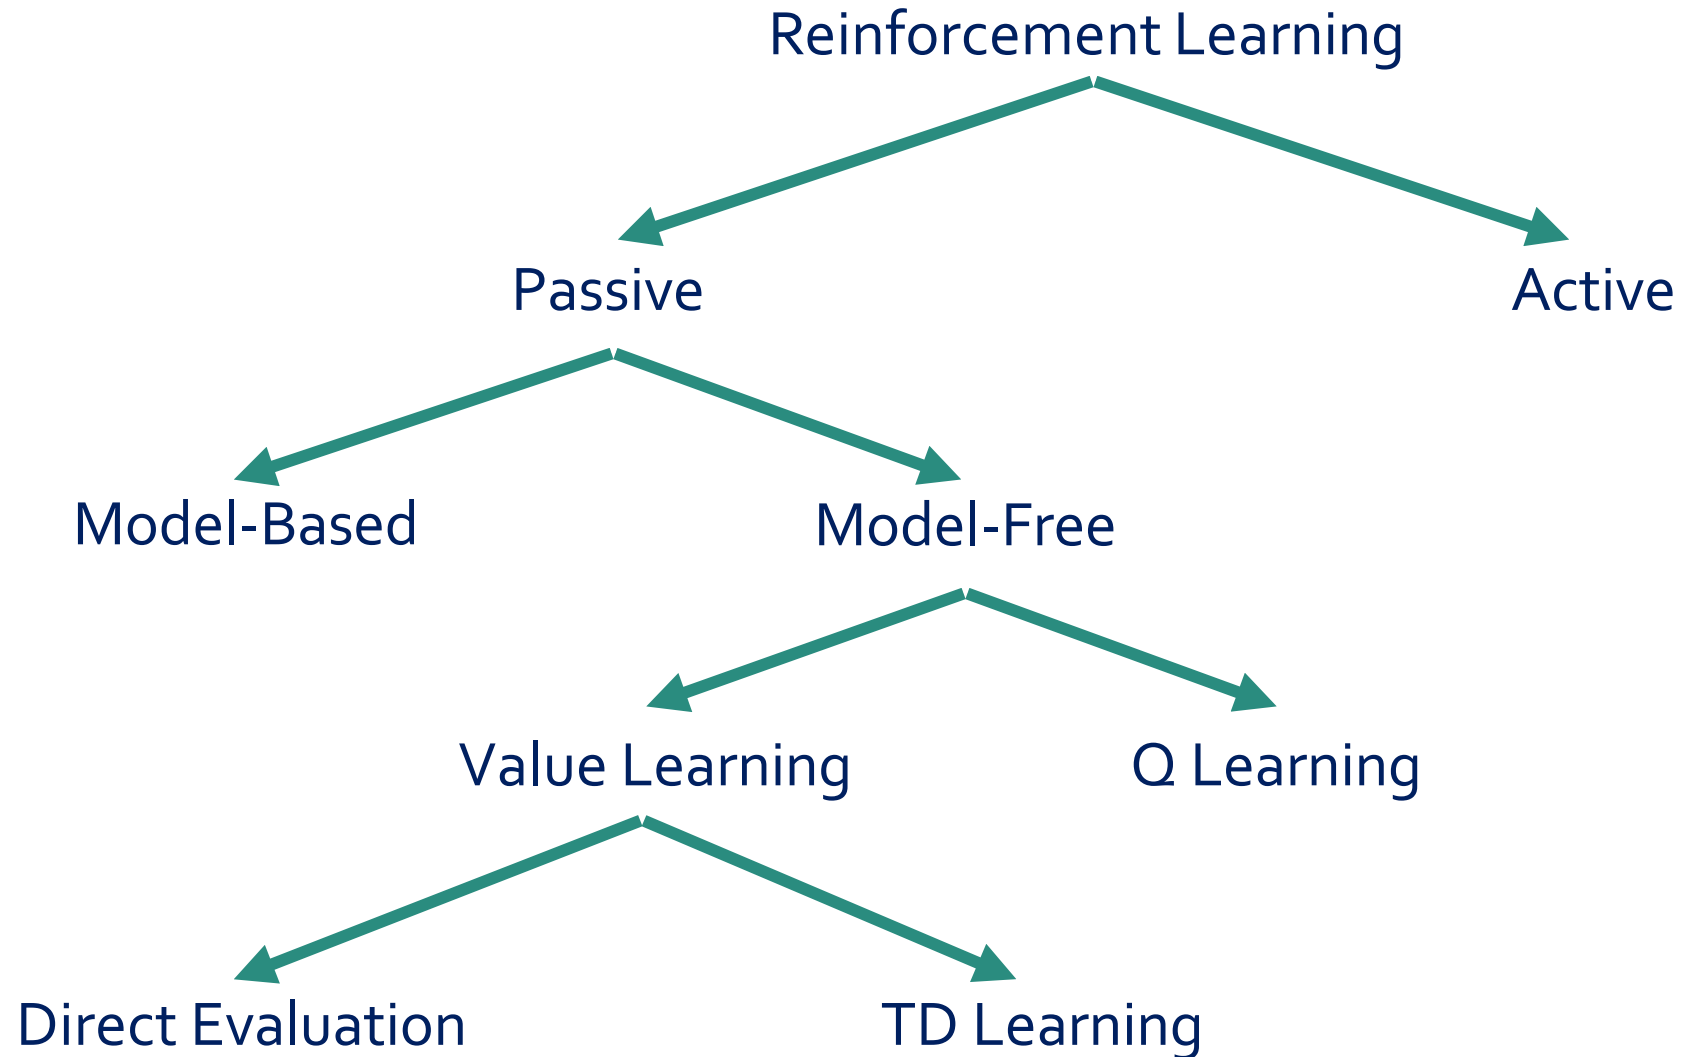 Reinforcement Learning
Passive
Active
Model-Based
Model-Free
Value Learning
Q Learning
Direct Evaluation
TD Learning